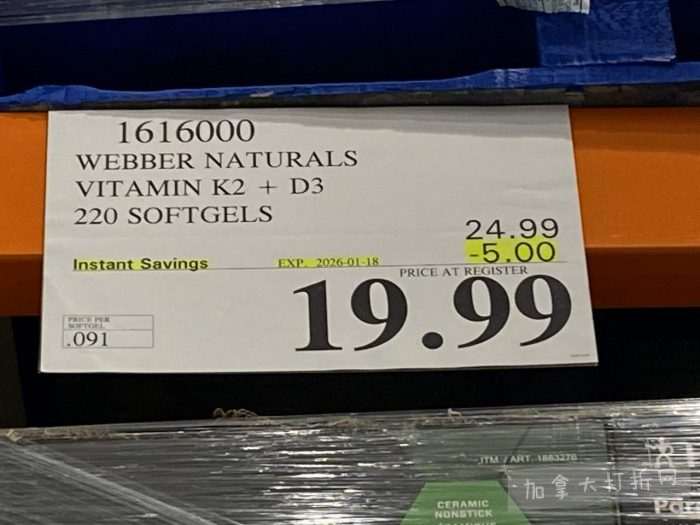 1616000
WEBBER NATURALS
VITAMIN K2 + D3
220 SOFTGELS
24.99
-5.00
Instant Savings
EXP. 2026-01-18
PRICE AT REGISTER
19.99
PRICE PER
SOFTGEL
.091
ITM. / ART. 1663276
CERAMIC
NONSTICK
加拿大打折网